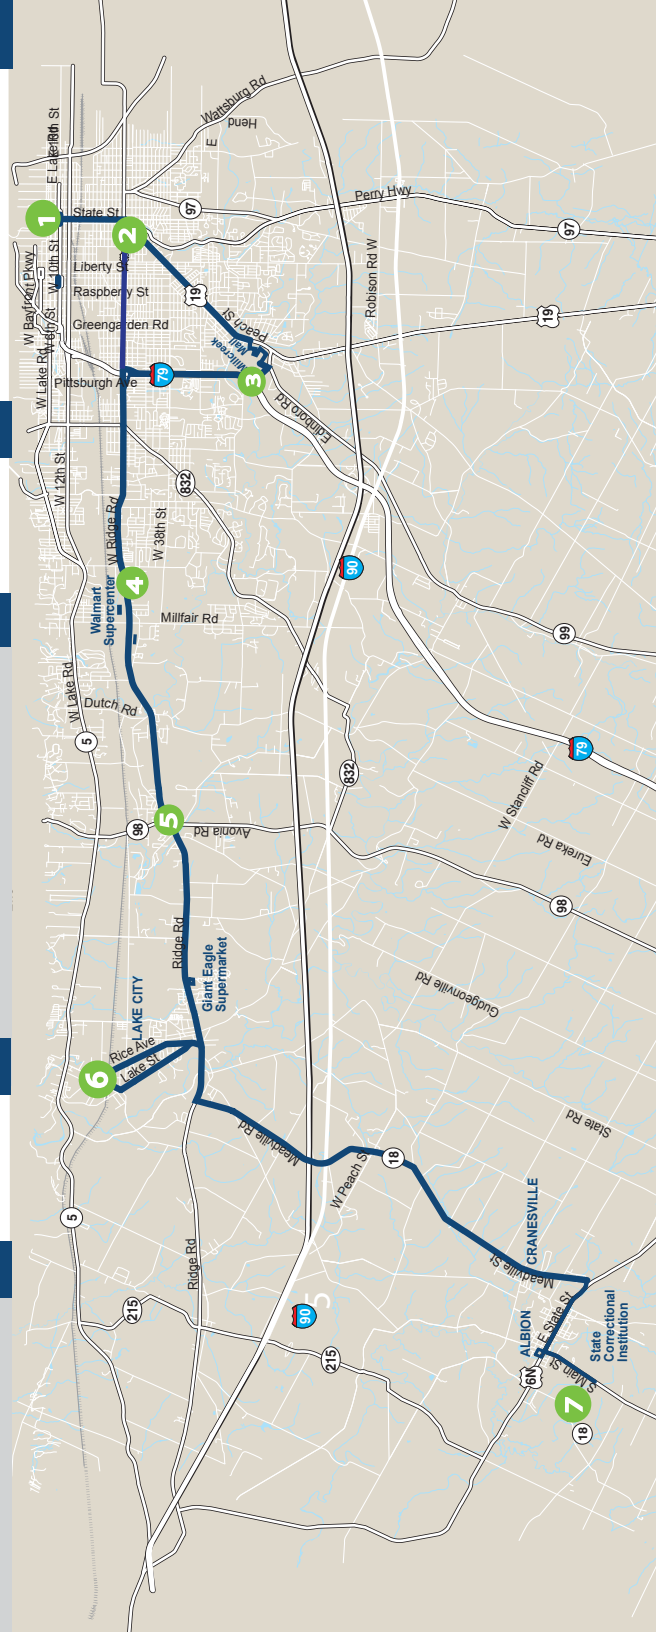 Wattsburg Rd
Hend
E
E Lake Rd
E 10th St
1
State St
97
Perry Hwy
97
2
W Bayfront Pkwy
W 10th St
Liberty St
Raspberry St
19
Robison Rd W
W 6th St
Greengarden Rd
Peach St
19
Millcreek
Mall
W Lake Rd
Pittsburgh Ave
79
3
Edinboro Rd
W 12th St
832
W Ridge Rd
W 38th St
90
Walmart
Supercenter
4
Millfair Rd
99
W Lake Rd
Dutch Rd
5
79
832
W Stancliff Rd
98
5
Avonia Rd
Eureka Rd
98
Ridge Rd
Giant Eagle
Supermarket
Gudgeonville Rd
LAKE CITY
Rice Ave
Lake St
6
State Rd
Meadville Rd
18
W Peach St
5
CRANESVILLE
Meadville St
Ridge Rd
215
90
5
ALBION
E State St
State
Correctional
Institution
215
6N
S Main St
7
18